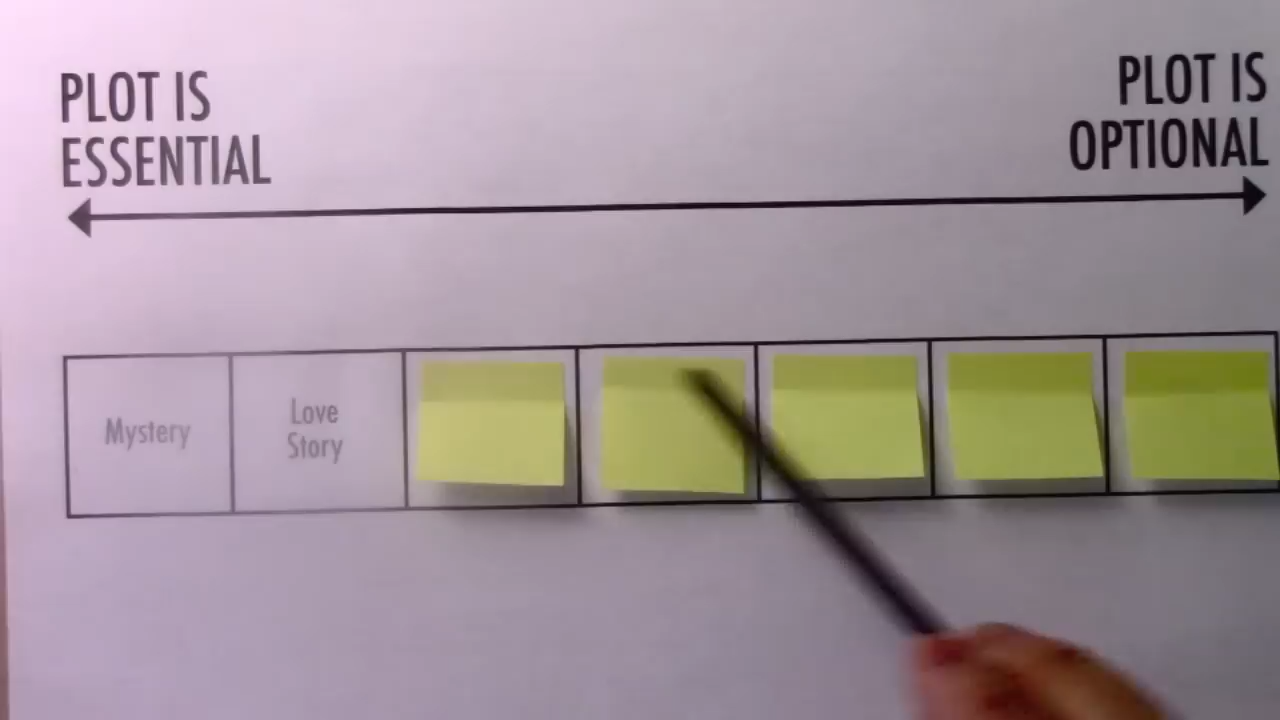 PLOT IS
ESSENTIAL
PLOT IS
OPTIONAL
Mystery
Love
Story